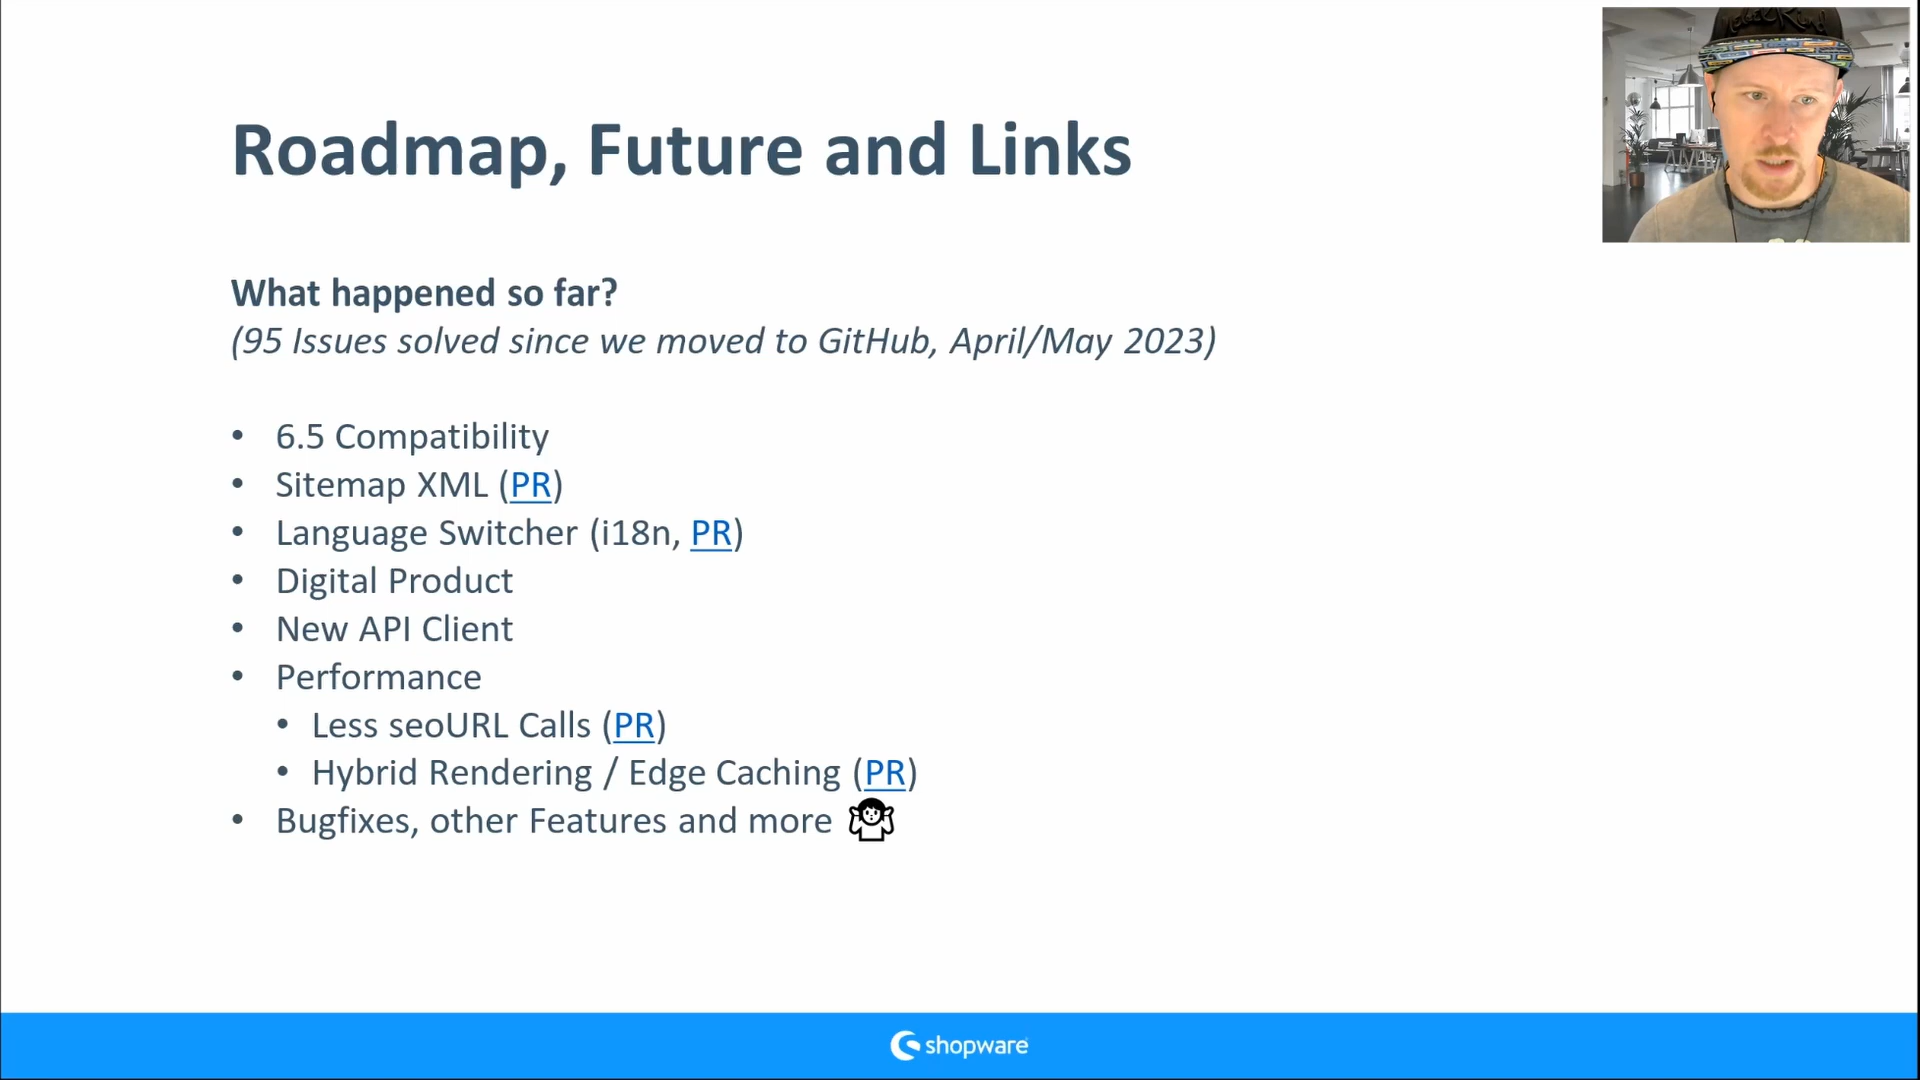 Roadmap, Future and Links
What happened so far?
(95 Issues solved since we moved to GitHub, April/May 2023)
• 6.5 Compatibility
• Sitemap XML (PR)
• Language Switcher (i18n, PR)
• Digital Product
• New API Client
• Performance
• Less seoURL Calls (PR)
• Hybrid Rendering / Edge Caching (PR)
• Bugfixes, other Features and more
shopware